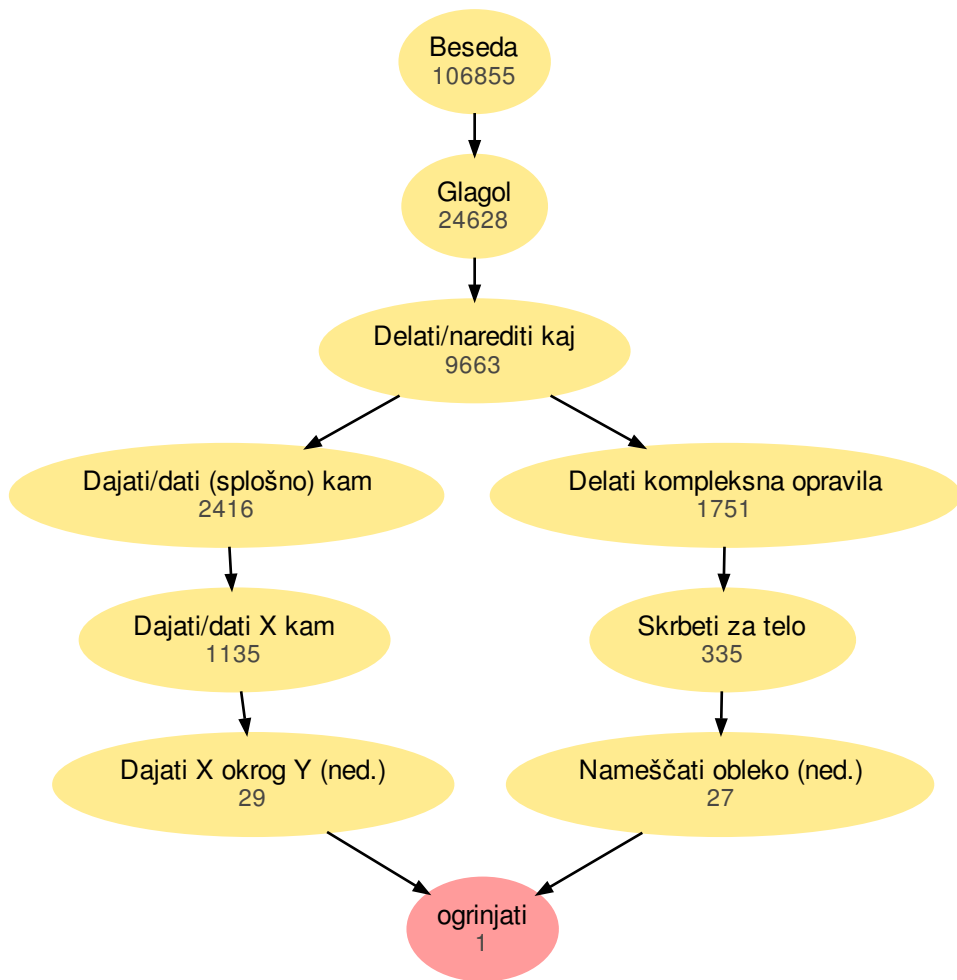 Beseda
106855
Glagol
24628
Delati/narediti kaj
9663
Dajati/dati (splošno) kam
2416
Delati kompleksna opravila
1751
Dajati/dati X kam
1135
Skrbeti za telo
335
Dajati X okrog Y (ned.)
29
Nameščati obleko (ned.)
27
ogrinjati
1